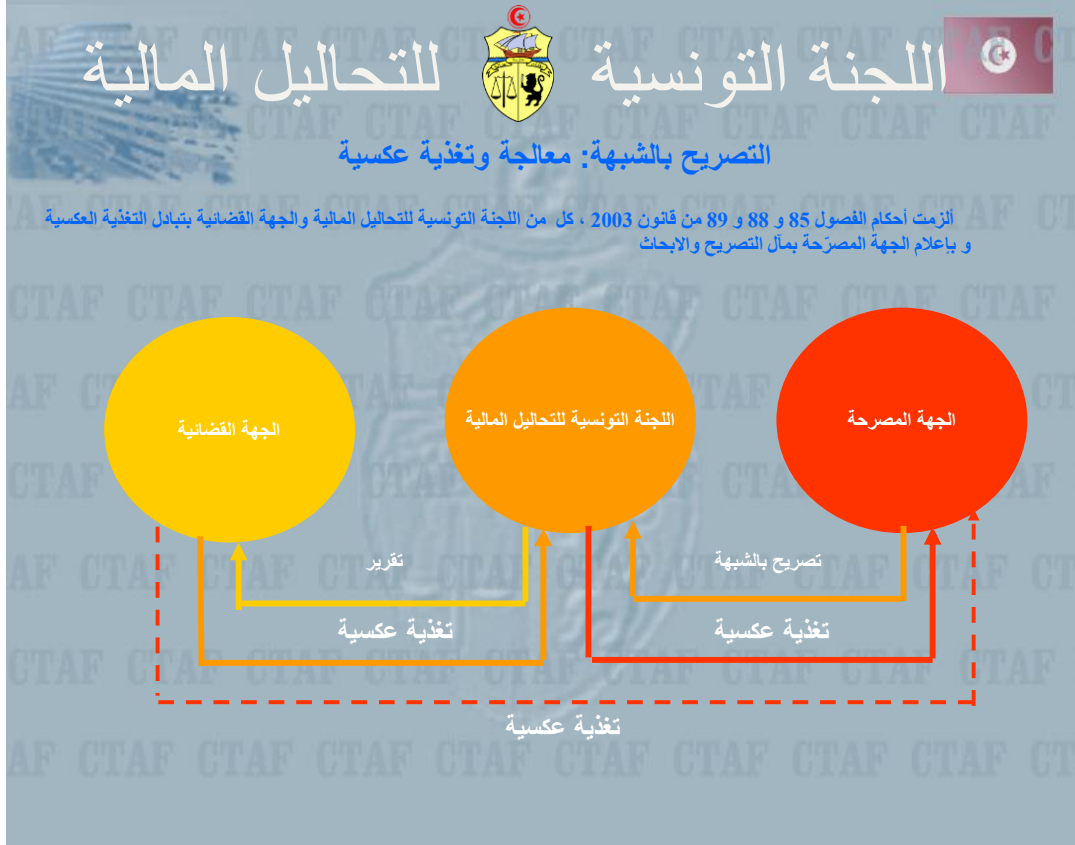 اللجنة التونسية للتحاليل المالية
التصريح بالشبهة: معالجة وتغذية عكسية
ألزمت أحكام الفصول 85 و 88 و 89 من قانون 2003 ، كل من اللجنة التونسية للتحاليل المالية والجهة القضائية بتبادل التغذية العكسية
و بإعلام الجهة المصرّحة بمآل التصريح والابحاث
الجهة المصرحة
اللجنة التونسية للتحاليل المالية
الجهة القضائية
تصريح بالشبهة
تقرير
تغذية عكسية
تغذية عكسية
تغذية عكسية
CTAF